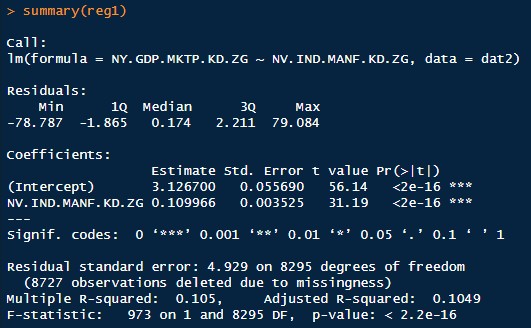 > summary(reg1)
Call:
lm(formula = NY.GDP.MKTP.KD.ZG ~ NV.IND.MANF.KD.ZG, data = dat2)
Residuals:
Min 1Q Median 3Q Max
-78.787 -1.865 0.174 2.211 79.084
Coefficients:
Estimate Std. Error t value Pr(>|t|)
(Intercept) 3.126700 0.055690 56.14 <2e-16 ***
NV.IND.MANF.KD.ZG 0.109966 0.003525 31.19 <2e-16 ***
---
Signif. codes: 0 ‘***’ 0.001 ‘**’ 0.01 ‘*’ 0.05 ‘.’ 0.1 ‘ ’ 1
Residual standard error: 4.929 on 8295 degrees of freedom
(8727 observations deleted due to missingness)
Multiple R-squared: 0.105, Adjusted R-squared: 0.1049
F-statistic: 973 on 1 and 8295 DF, p-value: < 2.2e-16